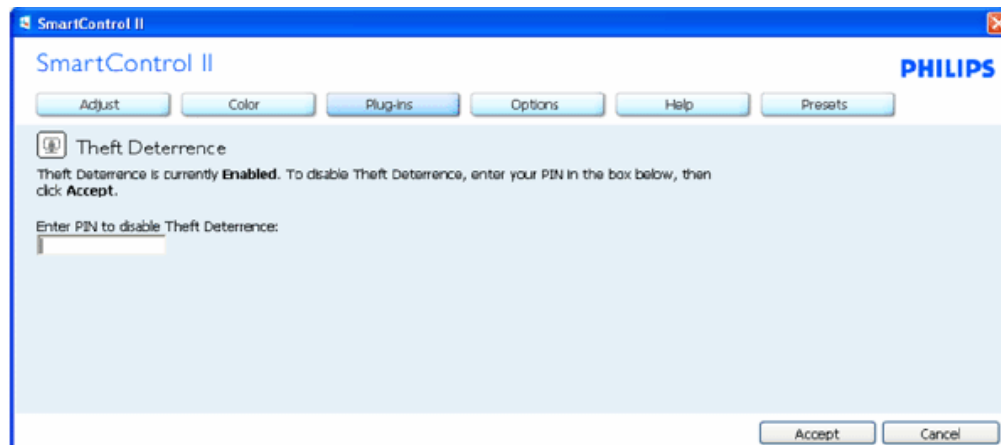 SmartControl II
SmartControl II
PHILIPS
Adjust Color Plug-ins Options Help Presets
Theft Deterrence
Theft Deterrence is currently Enabled. To disable Theft Deterrence, enter your PIN in the box below, then
click Accept.
Enter PIN to disable Theft Deterrence:
Accept Cancel